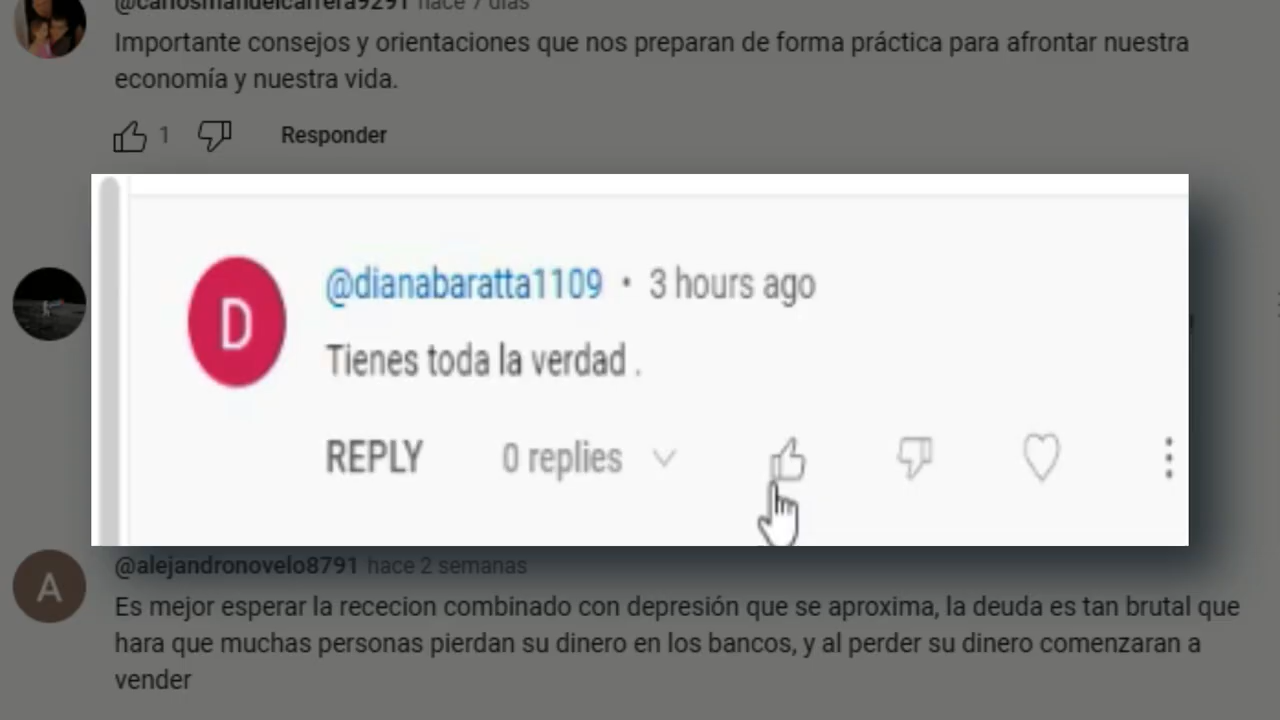 @carlosmanuelcarrera9291 hace 7 días
Importante consejos y orientaciones que nos preparan de forma práctica para afrontar nuestra
economía y nuestra vida.
1 Responder
D
@dianabaratta1109 • 3 hours ago
Tienes toda la verdad .
REPLY 0 replies
A
@alejandronovelo8791 hace 2 semanas
Es mejor esperar la rececion combinado con depresión que se aproxima, la deuda es tan brutal que
hara que muchas personas pierdan su dinero en los bancos, y al perder su dinero comenzaran a
vender